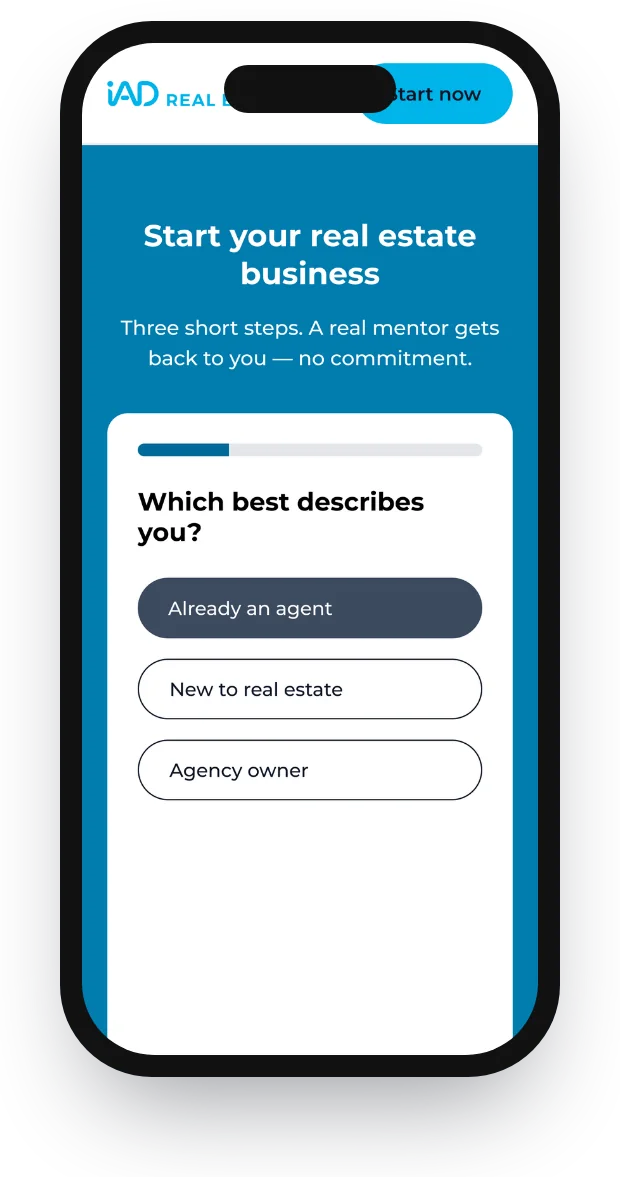 iAD REAL
Start now
Start your real estate
business
Three short steps. A real mentor gets
back to you — no commitment.
Which best describes
you?
Already an agent
New to real estate
Agency owner